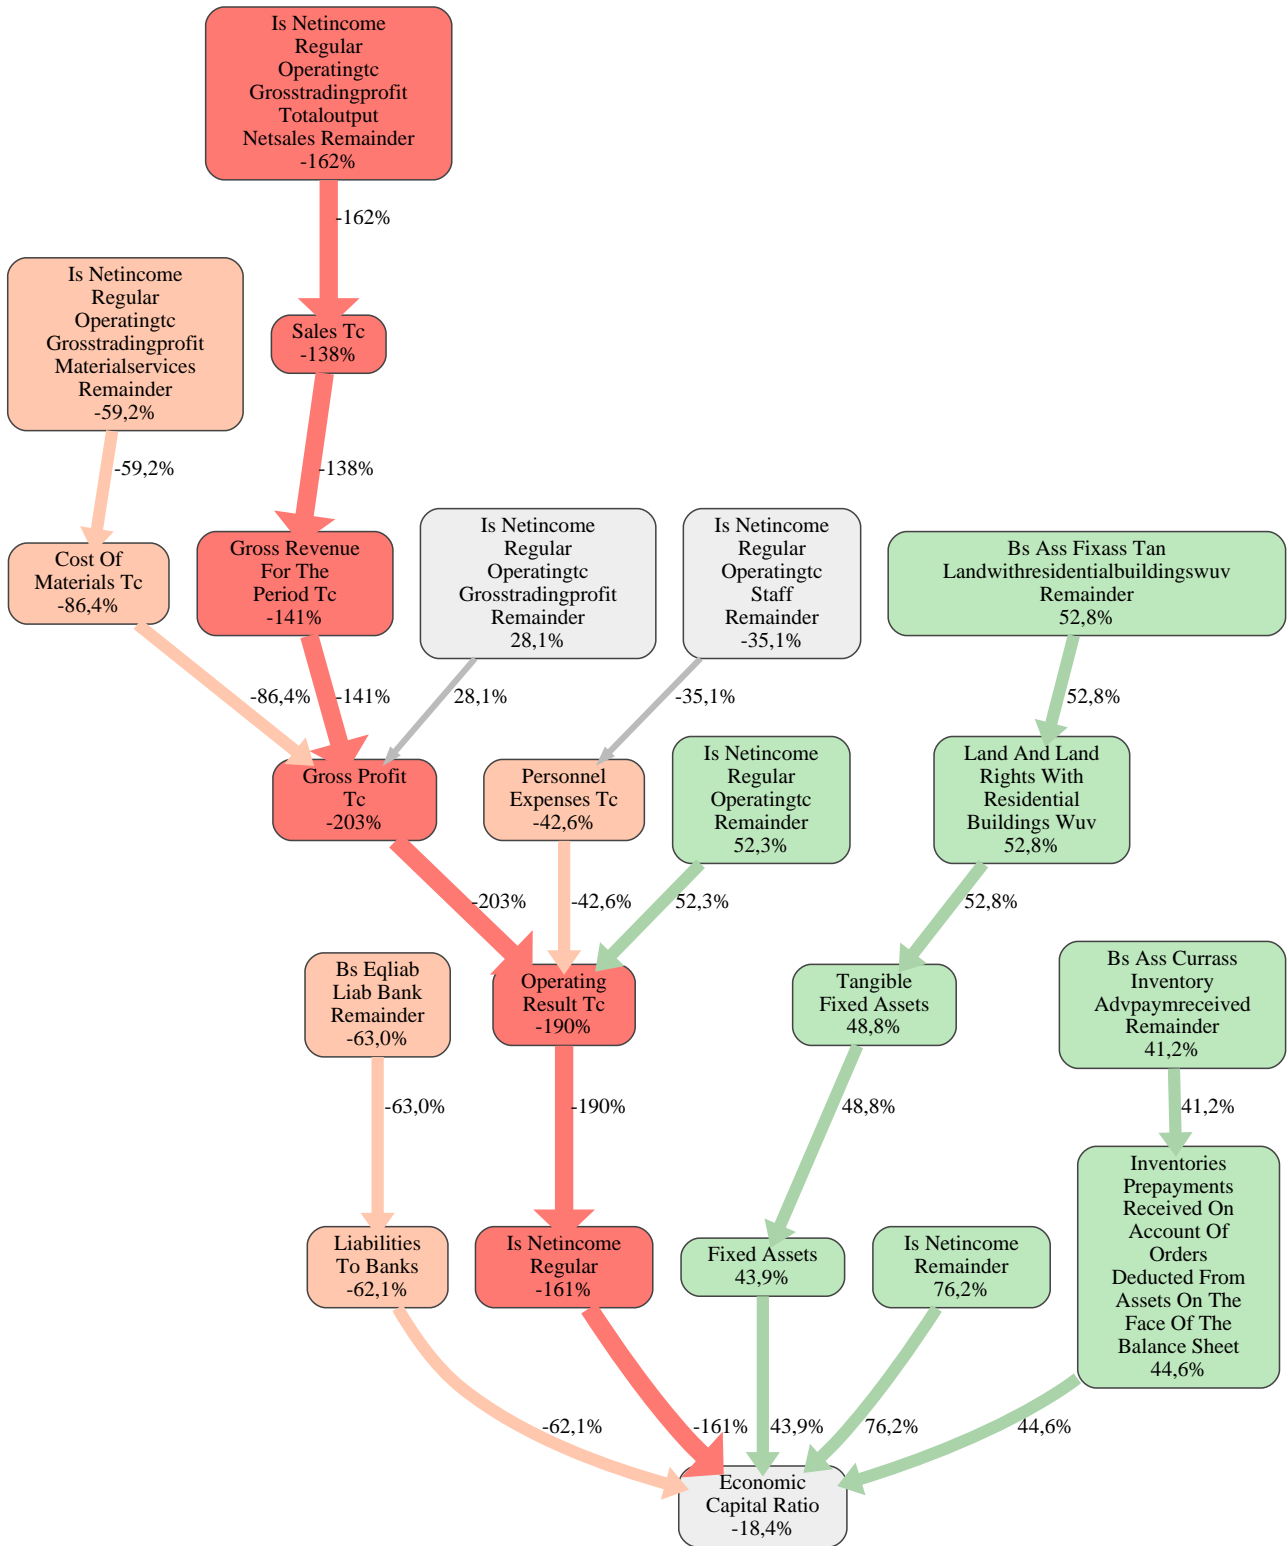 Is Netincome
Regular
Operatingtc
Grosstradingprofit
Totaloutput
Netsales Remainder
-162%
-162%
Is Netincome
Regular
Operatingtc
Grosstradingprofit
Materialservices
Remainder
-59,2%
Sales Tc
-138%
-59,2%
-138%
Cost Of
Materials Tc
-86,4%
Gross Revenue
For The
Period Tc
-141%
Is Netincome
Regular
Operatingtc
Grosstradingprofit
Remainder
28,1%
Is Netincome
Regular
Operatingtc
Staff
Remainder
-35,1%
Bs Ass Fixass Tan
Landwithresidentialbuildingswuv
Remainder
52,8%
-86,4%
-141%
28,1%
-35,1%
52,8%
Gross Profit
Tc
-203%
Personnel
Expenses Tc
-42,6%
Is Netincome
Regular
Operatingtc
Remainder
52,3%
Land And Land
Rights With
Residential
Buildings Wuv
52,8%
-203%
-42,6%
52,3%
52,8%
Bs Eqliab
Liab Bank
Remainder
-63,0%
Operating
Result Tc
-190%
Tangible
Fixed Assets
48,8%
Bs Ass Currass
Inventory
Advpaymreceived
Remainder
41,2%
-63,0%
-190%
48,8%
41,2%
Liabilities
To Banks
-62,1%
Is Netincome
Regular
-161%
Fixed Assets
43,9%
Is Netincome
Remainder
76,2%
Inventories
Prepayments
Received On
Account Of
Orders
Deducted From
Assets On The
Face Of The
Balance Sheet
44,6%
-62,1%
-161%
43,9%
76,2%
44,6%
Economic
Capital Ratio
-18,4%